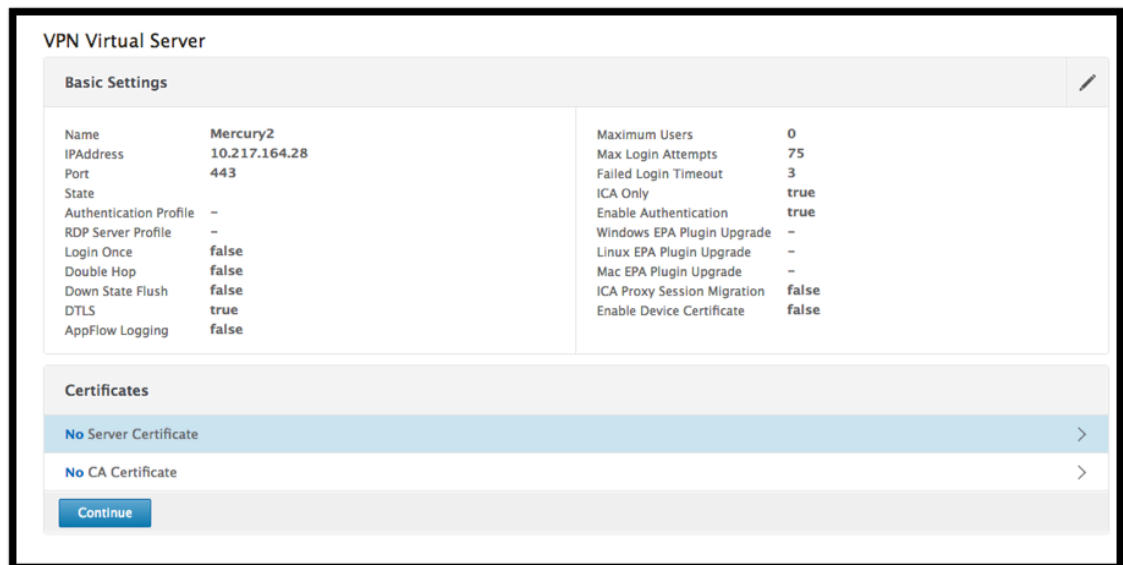 VPN Virtual Server
Basic Settings
Name Mercury2
IPAddress 10.217.164.28
Port 443
State
Authentication Profile –
RDP Server Profile –
Login Once false
Double Hop false
Down State Flush false
DTLS true
AppFlow Logging false
Maximum Users 0
Max Login Attempts 75
Failed Login Timeout 3
ICA Only true
Enable Authentication true
Windows EPA Plugin Upgrade –
Linux EPA Plugin Upgrade –
Mac EPA Plugin Upgrade –
ICA Proxy Session Migration false
Enable Device Certificate false
Certificates
No Server Certificate
No CA Certificate
Continue